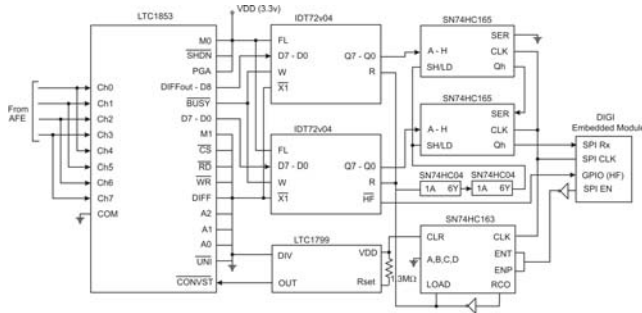 LTC1853
VDD (3.3v)
IDT72v04
SN74HC165
M0
SHDN
PGA
DIFFout - D8
BUSY
D7 - D0
M1
CS
RD
WR
DIFF
A2
A1
A0
UNI
CONVST
From
AFE
Ch0
Ch1
Ch2
Ch3
Ch4
Ch5
Ch6
Ch7
COM
FL
D7 - D0
W
X1
Q7 - Q0
R
IDT72v04
FL
D7 - D0
W
X1
Q7 - Q0
R
HF
A - H
SH/LD
SER
CLK
Qh
SN74HC165
A - H
SH/LD
SER
CLK
Qh
SN74HC04
SN74HC04
1A 6Y
1A 6Y
DIGI
Embedded Module
SPI Rx
SPI CLK
GPIO (HF)
SPI EN
LTC1799
DIV
OUT
VDD
Rset
1.3MΩ
SN74HC163
CLR
A,B,C,D
LOAD
CLK
ENT
ENP
RCO